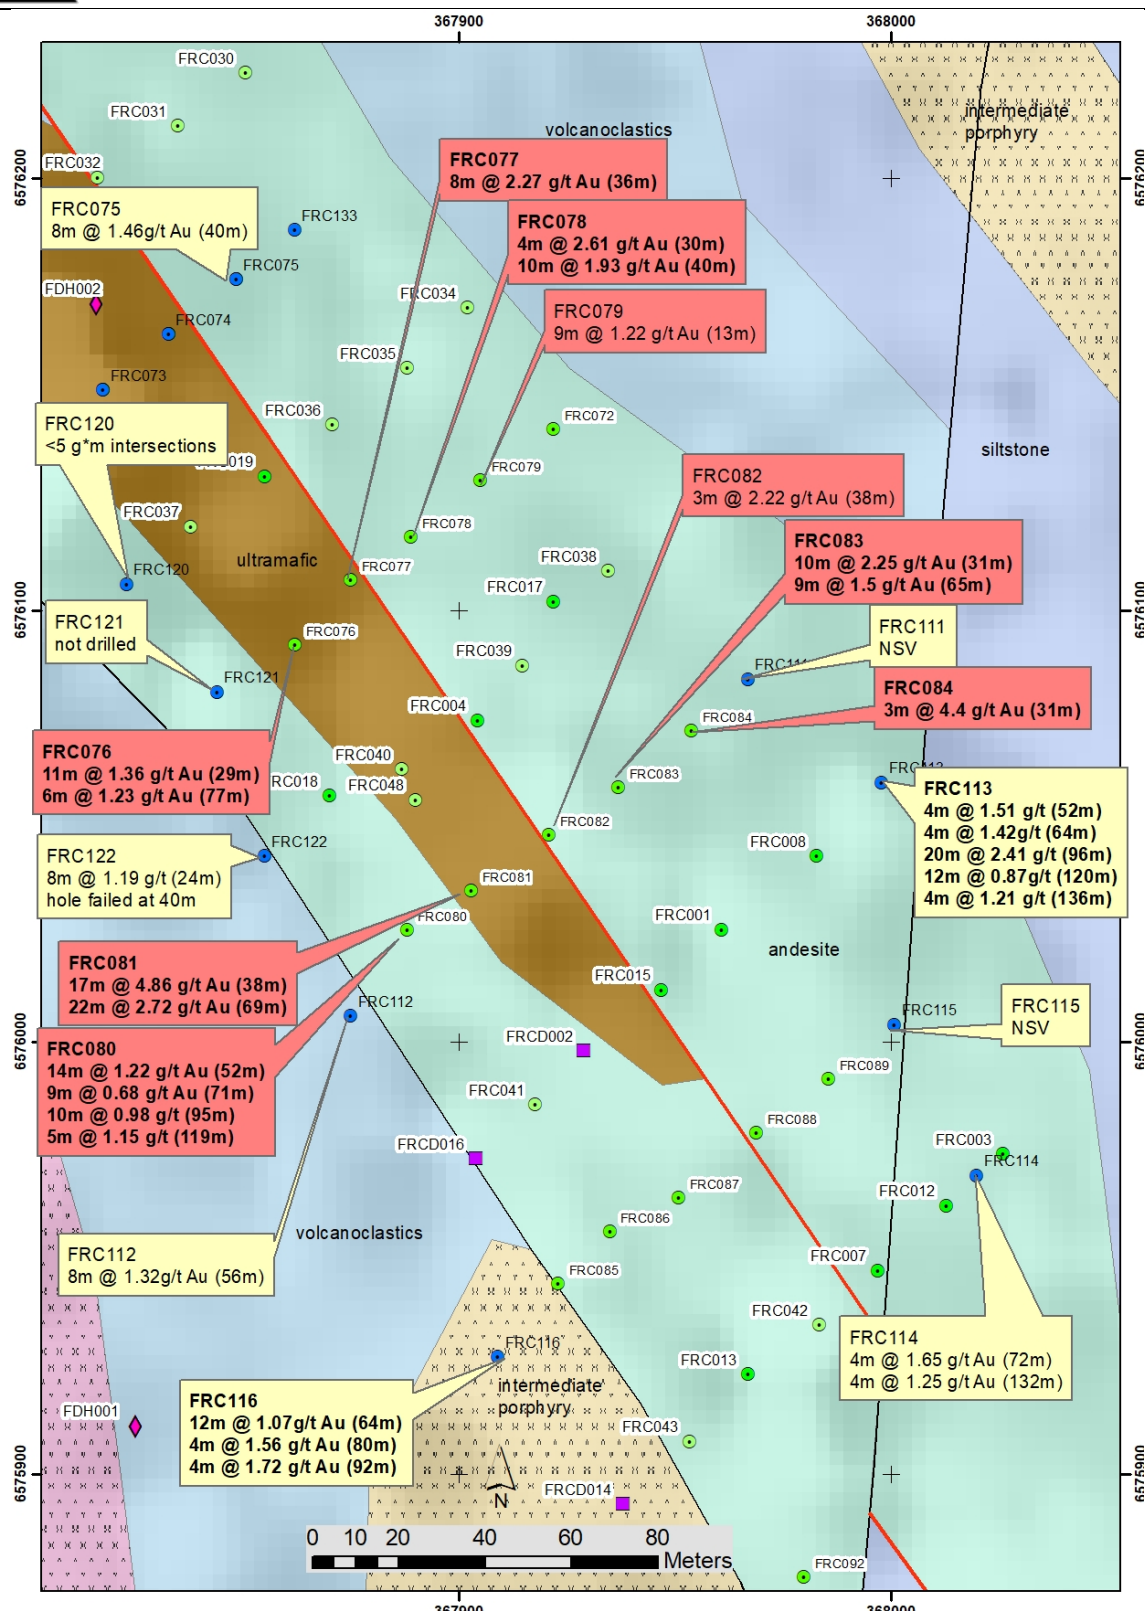 367900
368000
FRC030
FRC031
intermediate
porphyry
volcanoclastics
FRC032
FRC077
8m @ 2.27 g/t Au (36m)
6576200
6576200
FRC075
8m @ 1.46g/t Au (40m)
FRC133
FRC078
4m @ 2.61 g/t Au (30m)
10m @ 1.93 g/t Au (40m)
FRC075
FDH002
FRC034
FRC079
9m @ 1.22 g/t Au (13m)
FRC074
FRC035
FRC073
FRC036
FRC072
FRC120
<5 g*m intersections
siltstone
019
FRC079
FRC082
3m @ 2.22 g/t Au (38m)
FRC037
FRC078
FRC083
10m @ 2.25 g/t Au (31m)
9m @ 1.5 g/t Au (65m)
ultramafic
FRC038
FRC120
FRC077
FRC017
6576100
6576100
FRC121
not drilled
FRC076
FRC111
NSV
FRC039
FRC11
FRC121
FRC084
3m @ 4.4 g/t Au (31m)
FRC004
FRC084
FRC076
11m @ 1.36 g/t Au (29m)
6m @ 1.23 g/t Au (77m)
FRC040
RC018
FRC048
FRC083
FRC113
FRC113
4m @ 1.51 g/t (52m)
4m @ 1.42g/t (64m)
20m @ 2.41 g/t (96m)
12m @ 0.87g/t (120m)
4m @ 1.21 g/t (136m)
FRC082
FRC122
FRC008
FRC122
8m @ 1.19 g/t (24m)
hole failed at 40m
FRC081
FRC080
FRC001
andesite
FRC081
17m @ 4.86 g/t Au (38m)
22m @ 2.72 g/t Au (69m)
FRC015
FRC112
FRC115
FRC115
NSV
FRCD002
6576000
6576000
FRC080
14m @ 1.22 g/t Au (52m)
9m @ 0.68 g/t Au (71m)
10m @ 0.98 g/t (95m)
5m @ 1.15 g/t (119m)
FRC089
FRC041
FRC088
FRCD016
FRC003
FRC114
FRC087
FRC012
FRC086
volcanoclastics
FRC112
8m @ 1.32g/t Au (56m)
FRC007
FRC085
FRC042
FRC114
4m @ 1.65 g/t Au (72m)
4m @ 1.25 g/t Au (132m)
FRC116
FRC013
intermediate
porphyry
FRC116
12m @ 1.07g/t Au (64m)
4m @ 1.56 g/t Au (80m)
4m @ 1.72 g/t Au (92m)
FDH001
FRC043
6575900
6575900
FRCD014
N
0 10 20 40 60 80
Meters
FRC092
367900
368000